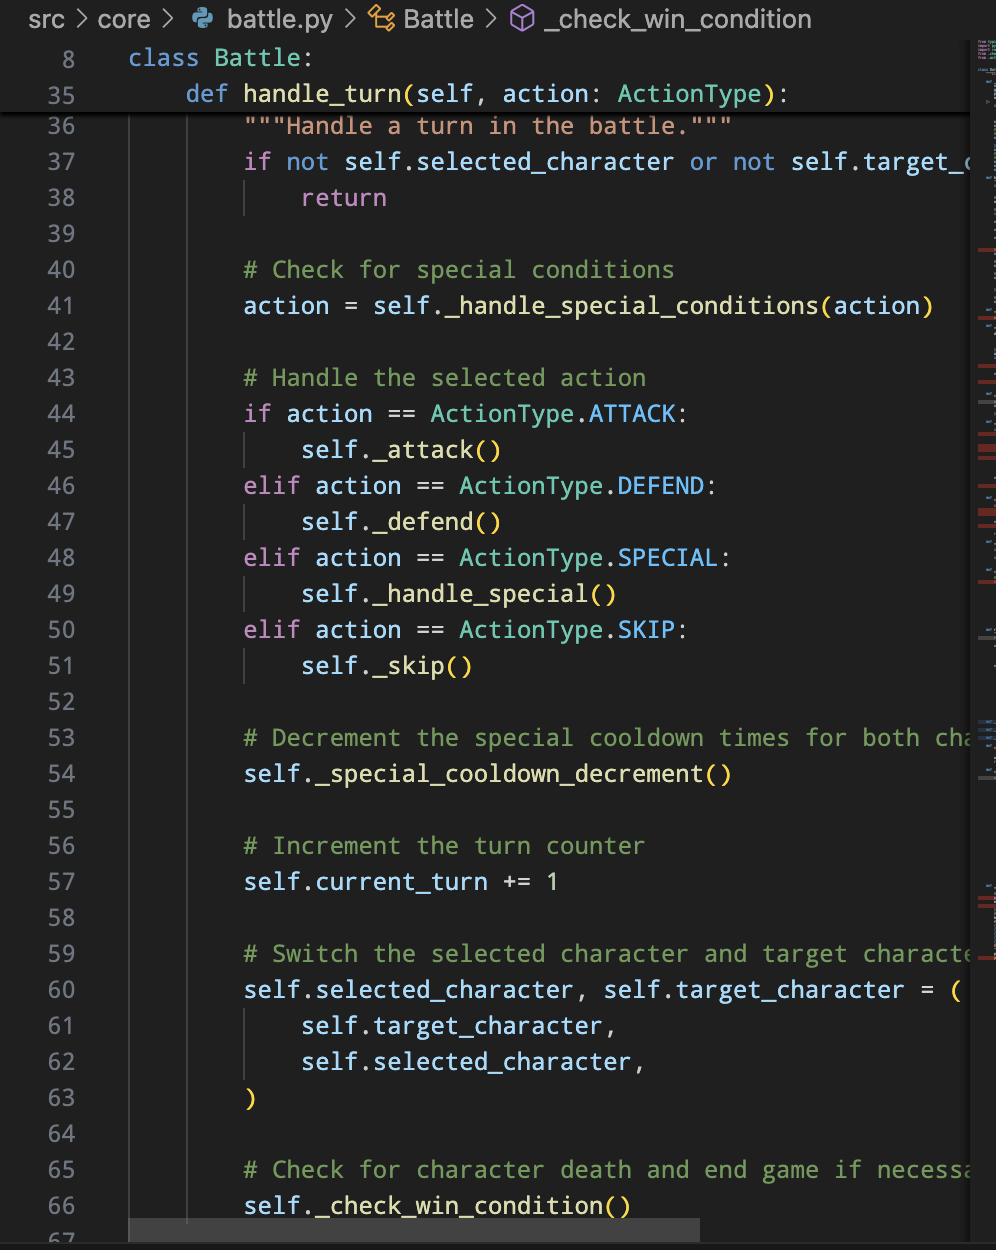 src > core > battle.py > Battle > _check_win_condition
8 class Battle:
35 def handle_turn(self, action: ActionType):
36 """Handle a turn in the battle."""
37 if not self.selected_character or not self.target_c
38 return
39
40 # Check for special conditions
41 action = self._handle_special_conditions(action)
42
43 # Handle the selected action
44 if action == ActionType.ATTACK:
45 self._attack()
46 elif action == ActionType.DEFEND:
47 self._defend()
48 elif action == ActionType.SPECIAL:
49 self._handle_special()
50 elif action == ActionType.SKIP:
51 self._skip()
52
53 # Decrement the special cooldown times for both cha
54 self._special_cooldown_decrement()
55
56 # Increment the turn counter
57 self.current_turn += 1
58
59 # Switch the selected character and target characte
60 self.selected_character, self.target_character = (
61 self.target_character,
62 self.selected_character,
63 )
64
65 # Check for character death and end game if necessa
66 self._check_win_condition()
67